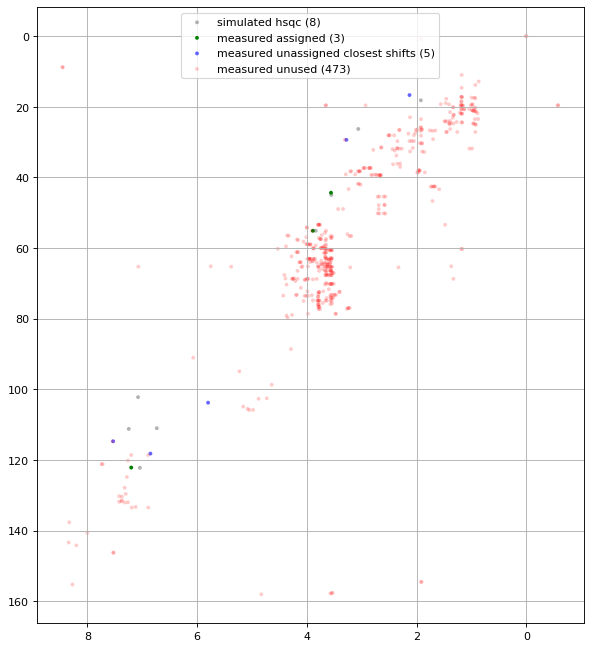 simulated hsqc (8)
measured assigned (3)
measured unassigned closest shifts (5)
measured unused (473)
0
20
40
60
80
100
120
140
160
8 6 4 2 0